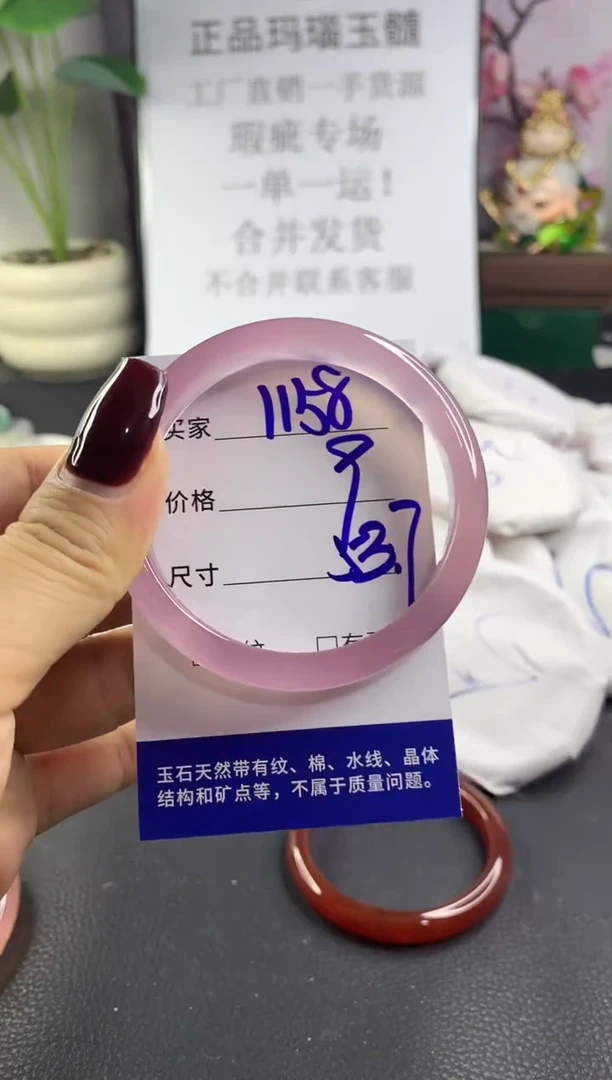 正品玛瑙玉髓
工厂直销一手货源
瑕疵专场
一单一运！
合并发货
不合并联系客服
买家 1158
价格
尺寸 53.7
玉石天然带有纹、棉、水线、晶体
结构和矿点等，不属于质量问题。